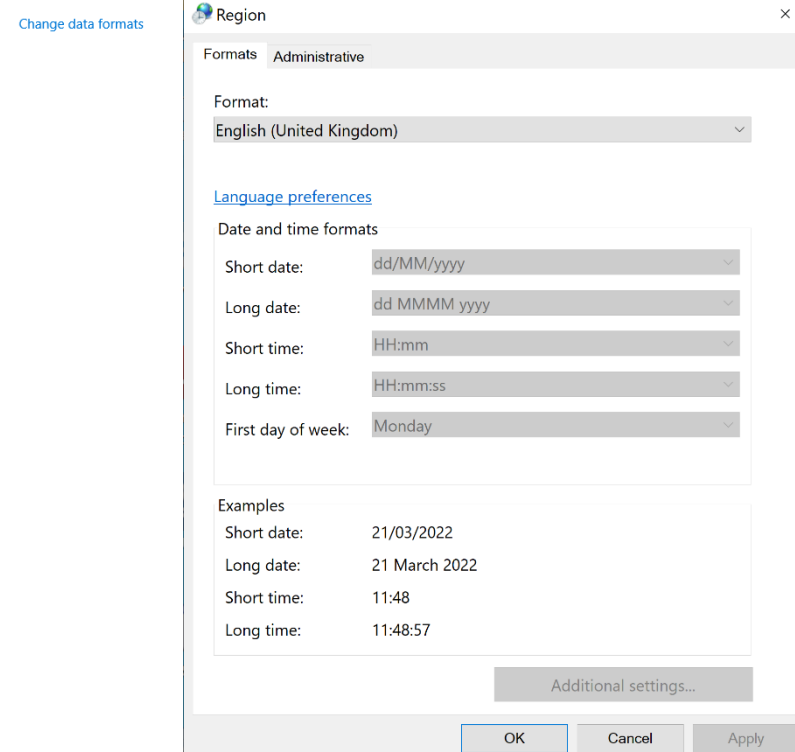 Change data formats
Region
Formats Administrative
Format:
English (United Kingdom)
Language preferences
Date and time formats
Short date: dd/MM/yyyy
Long date: dd MMMM yyyy
Short time: HH:mm
Long time: HH:mm:ss
First day of week: Monday
Examples
Short date: 21/03/2022
Long date: 21 March 2022
Short time: 11:48
Long time: 11:48:57
Additional settings...
OK Cancel Apply